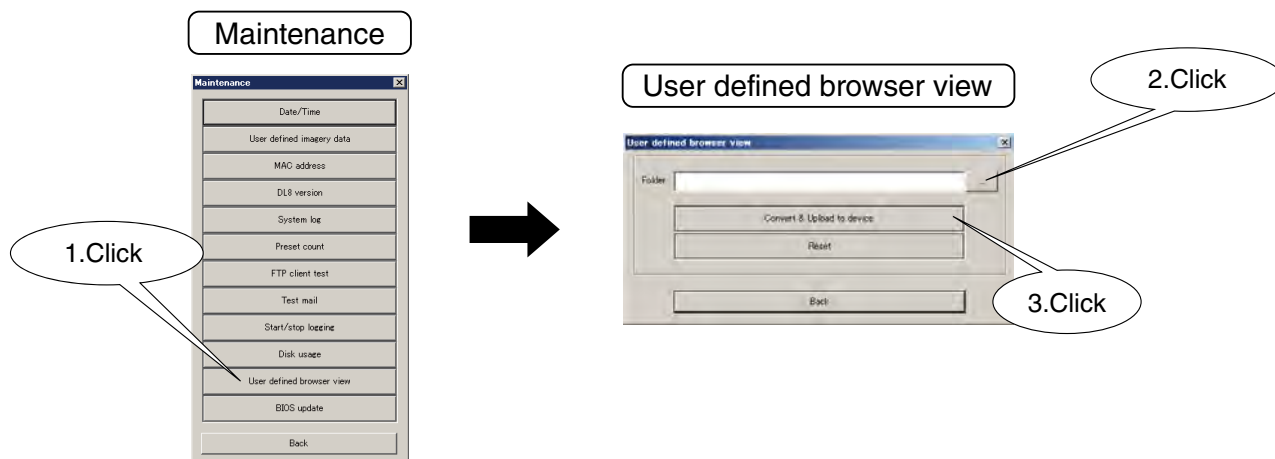 Maintenance
Maintenance
Date/Time
User defined imagery data
MAC address
DL8 version
System log
Preset count
FTP client test
Test mail
Start/stop logging
Disk usage
User defined browser view
BIOS update
Back
1.Click
User defined browser view
User defined browser view
Folder
...
Convert & Upload to device
Reset
Back
2.Click
3.Click